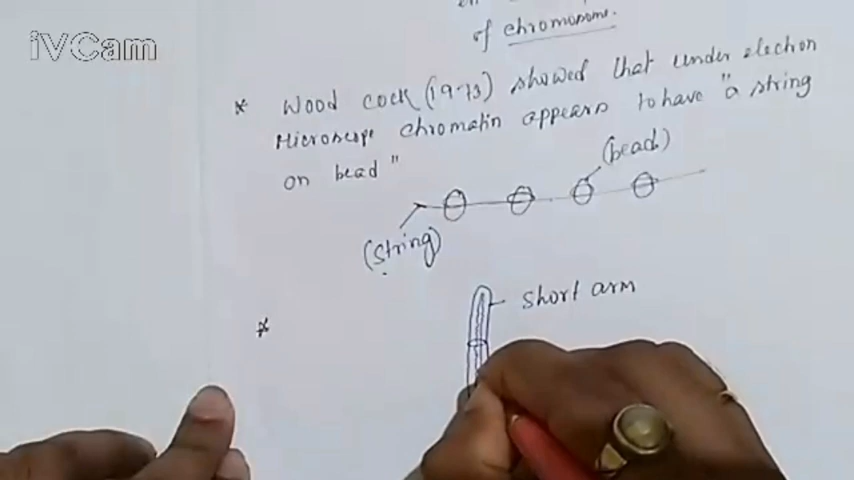 iVCam
of chromosome.
* Wood cock (1973) showed that under electron
Microscope chromatin appears to have "a string
on bead"
(bead)
(string)
short arm
*